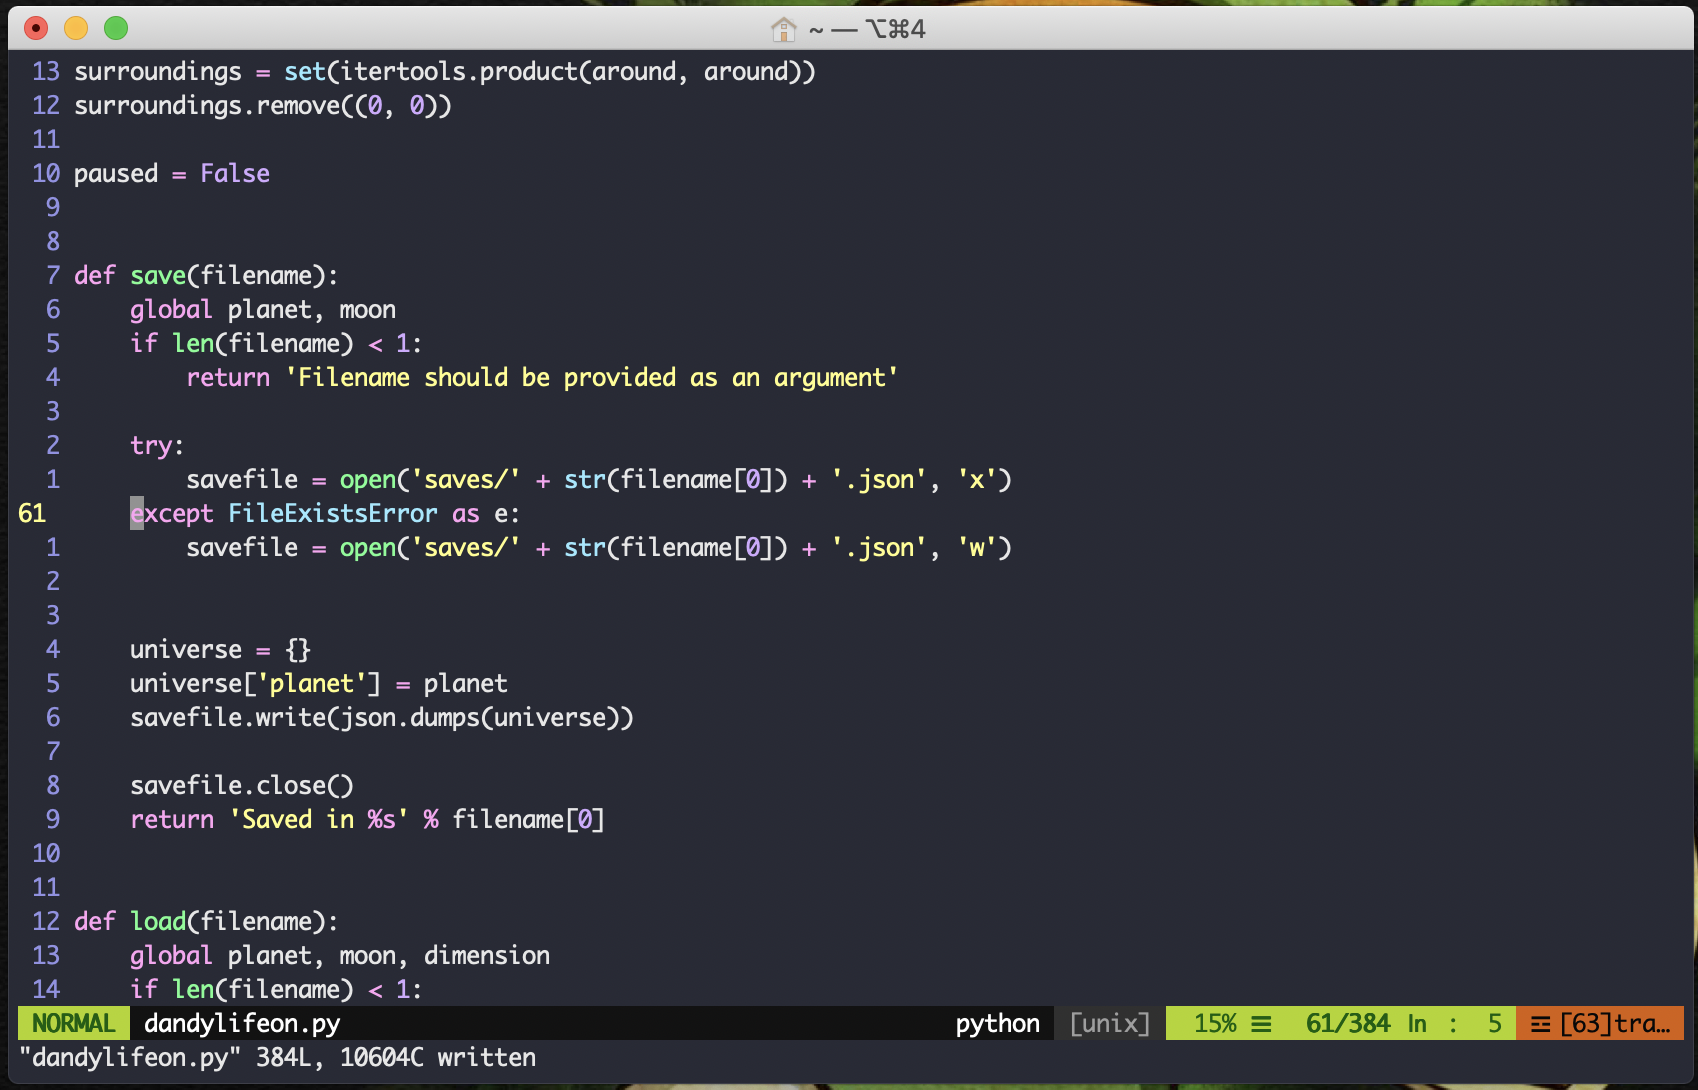 ~ — ⌥⌘4
13 surroundings = set(itertools.product(around, around))
12 surroundings.remove((0, 0))
11
10 paused = False
9
8
7 def save(filename):
6     global planet, moon
5     if len(filename) < 1:
4         return 'Filename should be provided as an argument'
3
2     try:
1         savefile = open('saves/' + str(filename[0]) + '.json', 'x')
61     except FileExistsError as e:
1         savefile = open('saves/' + str(filename[0]) + '.json', 'w')
2
3
4     universe = {}
5     universe['planet'] = planet
6     savefile.write(json.dumps(universe))
7
8     savefile.close()
9     return 'Saved in %s' % filename[0]
10
11
12 def load(filename):
13     global planet, moon, dimension
14     if len(filename) < 1:
NORMAL dandylifeon.py python [unix] 15% ☰ 61/384 ln : 5 ☲ [63]tra…
"dandylifeon.py" 384L, 10604C written